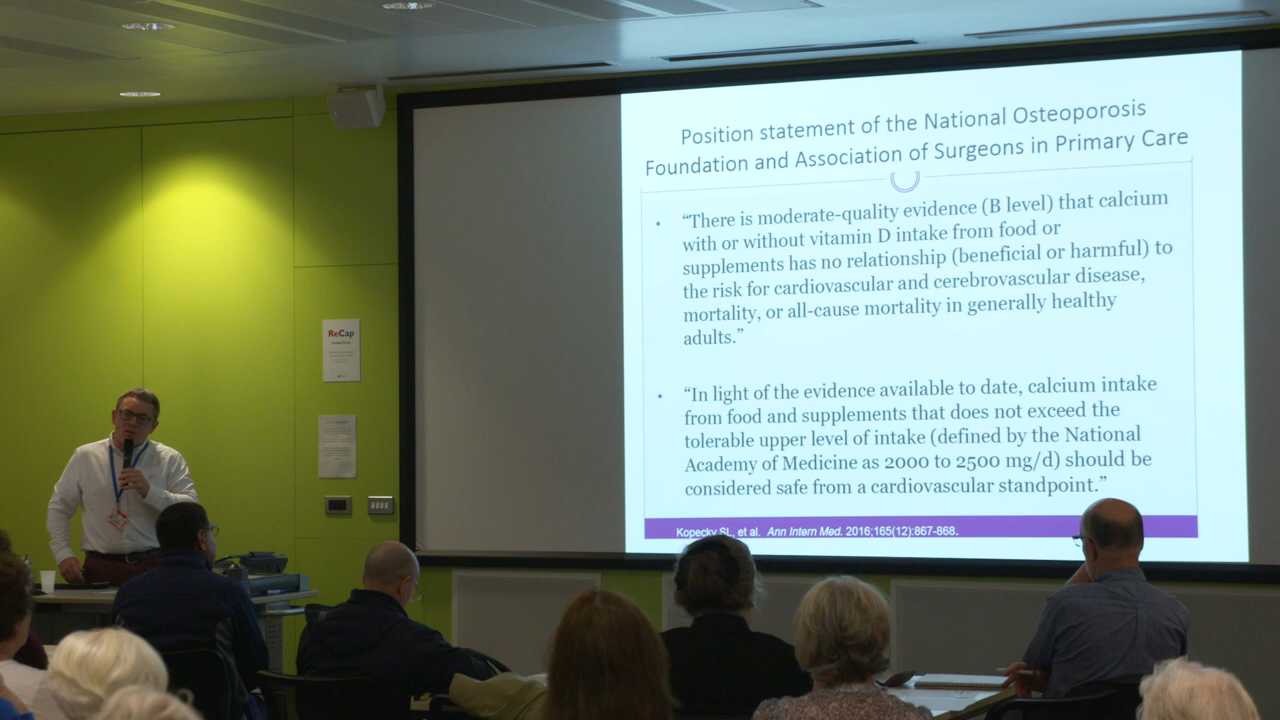 Position statement of the National Osteoporosis
Foundation and Association of Surgeons in Primary Care
• “There is moderate-quality evidence (B level) that calcium
with or without vitamin D intake from food or
supplements has no relationship (beneficial or harmful) to
the risk for cardiovascular and cerebrovascular disease,
mortality, or all-cause mortality in generally healthy
adults.”
• “In light of the evidence available to date, calcium intake
from food and supplements that does not exceed the
tolerable upper level of intake (defined by the National
Academy of Medicine as 2000 to 2500 mg/d) should be
considered safe from a cardiovascular standpoint.”
Kopecky SL, et al. Ann Intern Med. 2016;165(12):867-868.
ReCap